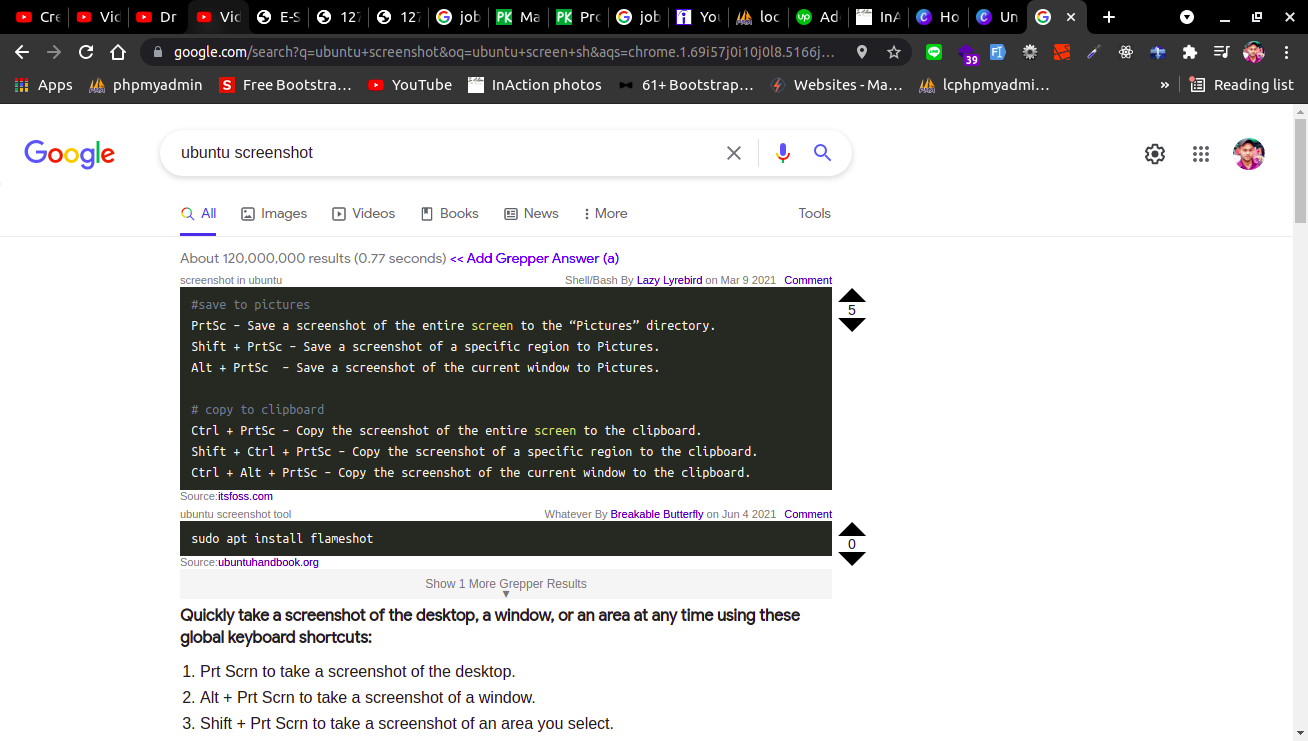 Cre
Vid
Dr
Vid
E-S
127
127
job
Ma
Pro
job
You
loc
Ad
InA
Ho
Un
google.com/search?q=ubuntu+screenshot&oq=ubuntu+screen+sh&aqs=chrome.1.69i57j0i10j0l8.5166j…
39
Apps
phpmyadmin
Free Bootstra…
YouTube
InAction photos
61+ Bootstrap…
Websites - Ma…
lcphpmyadmi…
»
Reading list
Google
ubuntu screenshot
All
Images
Videos
Books
News
More
Tools
About 120,000,000 results (0.77 seconds) << Add Grepper Answer (a)
screenshot in ubuntu
Shell/Bash By Lazy Lyrebird on Mar 9 2021 Comment
#save to pictures
PrtSc – Save a screenshot of the entire screen to the “Pictures” directory.
Shift + PrtSc – Save a screenshot of a specific region to Pictures.
Alt + PrtSc  – Save a screenshot of the current window to Pictures.
# copy to clipboard
Ctrl + PrtSc – Copy the screenshot of the entire screen to the clipboard.
Shift + Ctrl + PrtSc – Copy the screenshot of a specific region to the clipboard.
Ctrl + Alt + PrtSc – Copy the screenshot of the current window to the clipboard.
5
Source:itsfoss.com
ubuntu screenshot tool
Whatever By Breakable Butterfly on Jun 4 2021 Comment
sudo apt install flameshot
0
Source:ubuntuhandbook.org
Show 1 More Grepper Results
▼
Quickly take a screenshot of the desktop, a window, or an area at any time using these
global keyboard shortcuts:
1. Prt Scrn to take a screenshot of the desktop.
2. Alt + Prt Scrn to take a screenshot of a window.
3. Shift + Prt Scrn to take a screenshot of an area you select.